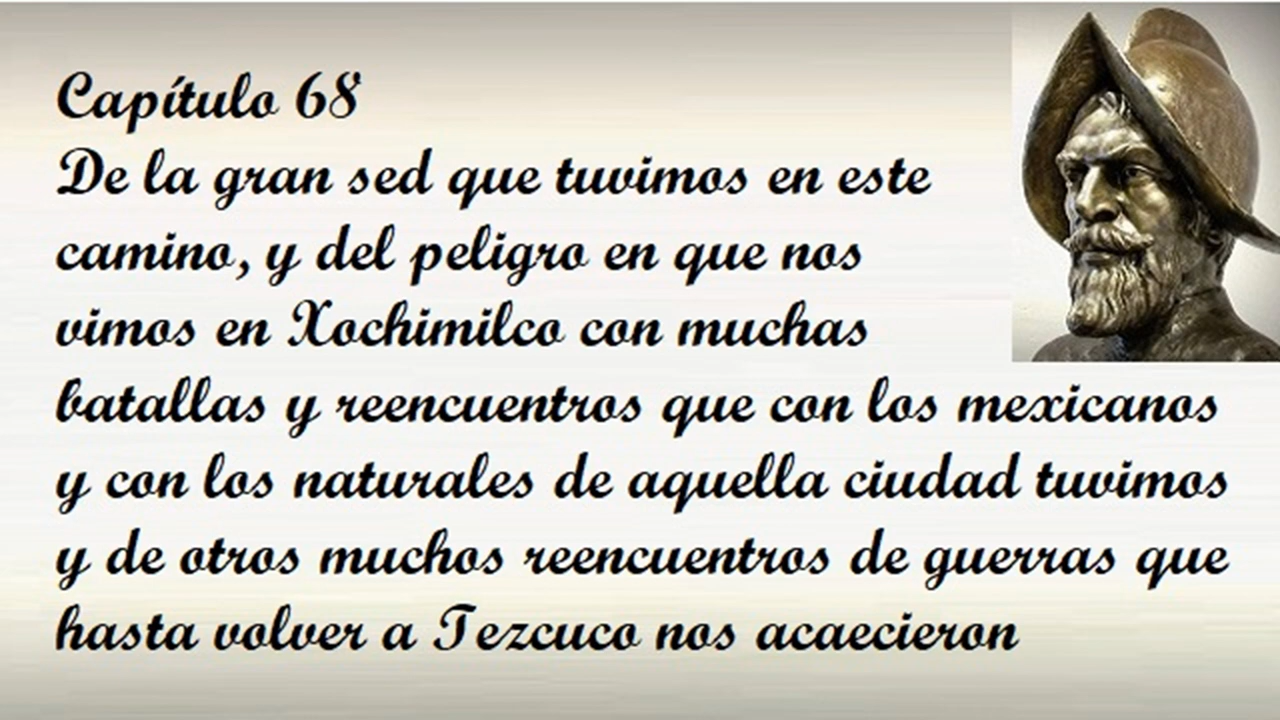 Capítulo 68
De la gran sed que tuvimos en este
camino, y del peligro en que nos
vimos en Xochimilco con muchas
batallas y reencuentros que con los mexicanos
y con los naturales de aquella ciudad tuvimos
y de otros muchos reencuentros de guerras que
hasta volver a Tezcuco nos acaecieron